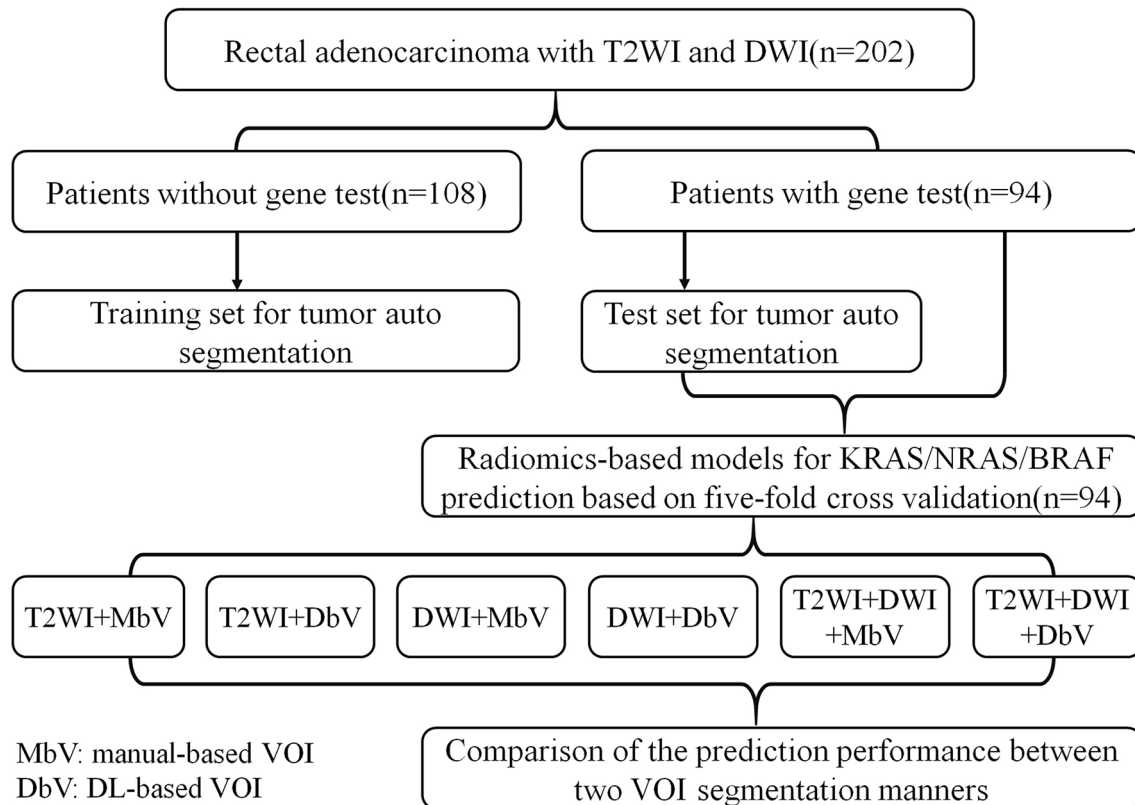 Rectal adenocarcinoma with T2WI and DWI(n=202)
Patients without gene test(n=108)
Patients with gene test(n=94)
Training set for tumor auto
segmentation
Test set for tumor auto
segmentation
Radiomics-based models for KRAS/NRAS/BRAF
prediction based on five-fold cross validation(n=94)
T2WI+MbV
T2WI+DbV
DWI+MbV
DWI+DbV
T2WI+DWI
+MbV
T2WI+DWI
+DbV
MbV: manual-based VOI
DbV: DL-based VOI
Comparison of the prediction performance between
two VOI segmentation manners